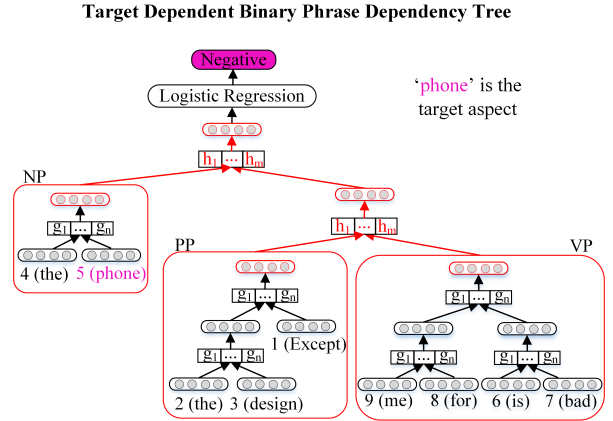 Target Dependent Binary Phrase Dependency Tree
Negative
Logistic Regression
'phone' is the
target aspect
h1 ... hm
NP
g1 ... gn
4 (the) 5 (phone)
h1 ... hm
PP
g1 ... gn
1 (Except)
g1 ... gn
2 (the) 3 (design)
VP
g1 ... gn
g1 ... gn g1 ... gn
9 (me) 8 (for) 6 (is) 7 (bad)